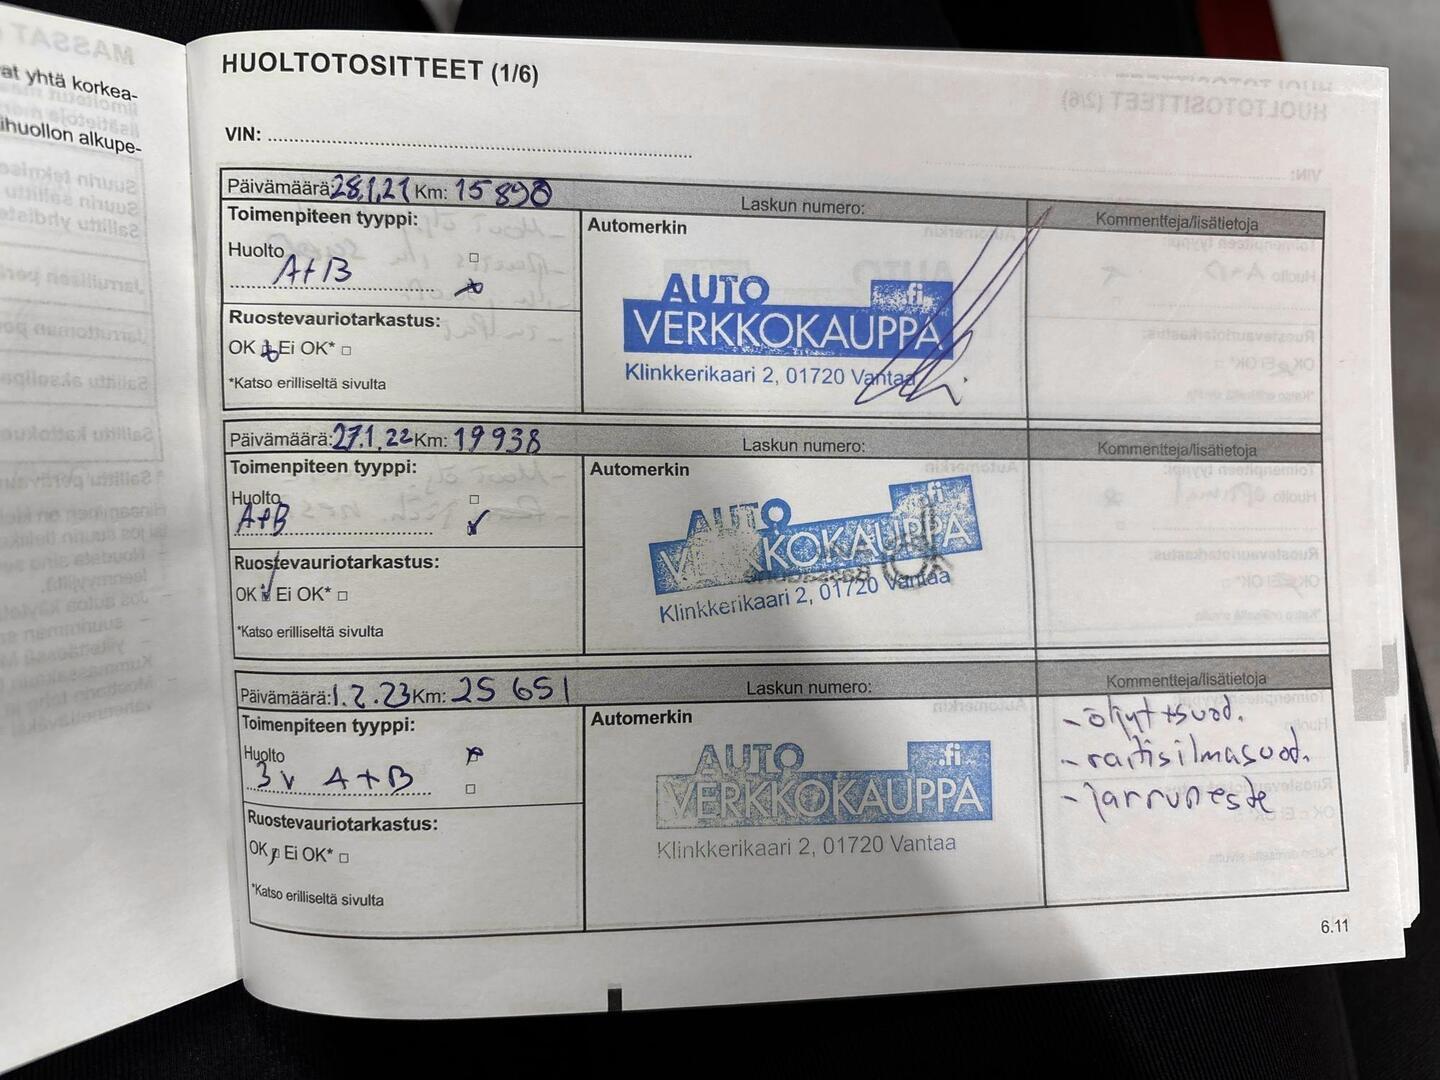 at yhtä korkea-
ihuollon alkupe-
HUOLTOTOSITTEET (1/6)
VIN:
Päivämäärä: 28.1.21 Km: 15890
Laskun numero:
Kommentteja/lisätietoja
Toimenpiteen tyyppi:
Automerkin
Huolto
A+B
AUTO .fi
VERKKOKAUPPA
Klinkkerikaari 2, 01720 Vantaa
Ruostevauriotarkastus:
OK Ei OK*
*Katso erilliseltä sivulta
Päivämäärä: 27.1.22 Km: 19938
Laskun numero:
Kommentteja/lisätietoja
Toimenpiteen tyyppi:
Automerkin
Huolto
A+B
AUTO .fi
VERKKOKAUPPA
Klinkkerikaari 2, 01720 Vantaa
Ruostevauriotarkastus:
OK Ei OK*
*Katso erilliseltä sivulta
Päivämäärä: 1.2.23 Km: 25 651
Laskun numero:
Kommentteja/lisätietoja
Toimenpiteen tyyppi:
Automerkin
Huolto
3v A+B
AUTO .fi
VERKKOKAUPPA
Klinkkerikaari 2, 01720 Vantaa
- öljyt+suod.
- raitisilmasuod.
- jarruneste
Ruostevauriotarkastus:
OK Ei OK*
*Katso erilliseltä sivulta
6.11